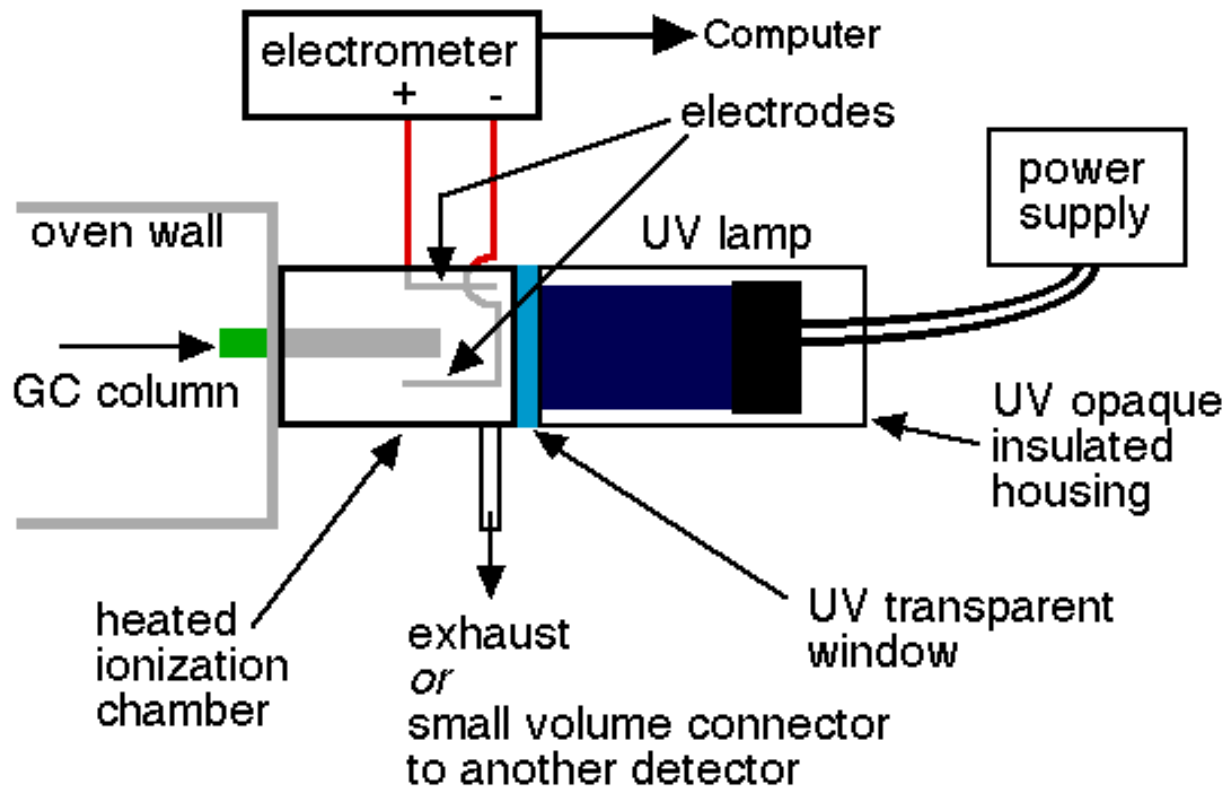 electrometer
+ -
Computer
electrodes
power
supply
oven wall
UV lamp
GC column
UV opaque
insulated
housing
heated
ionization
chamber
exhaust
or
small volume connector
to another detector
UV transparent
window